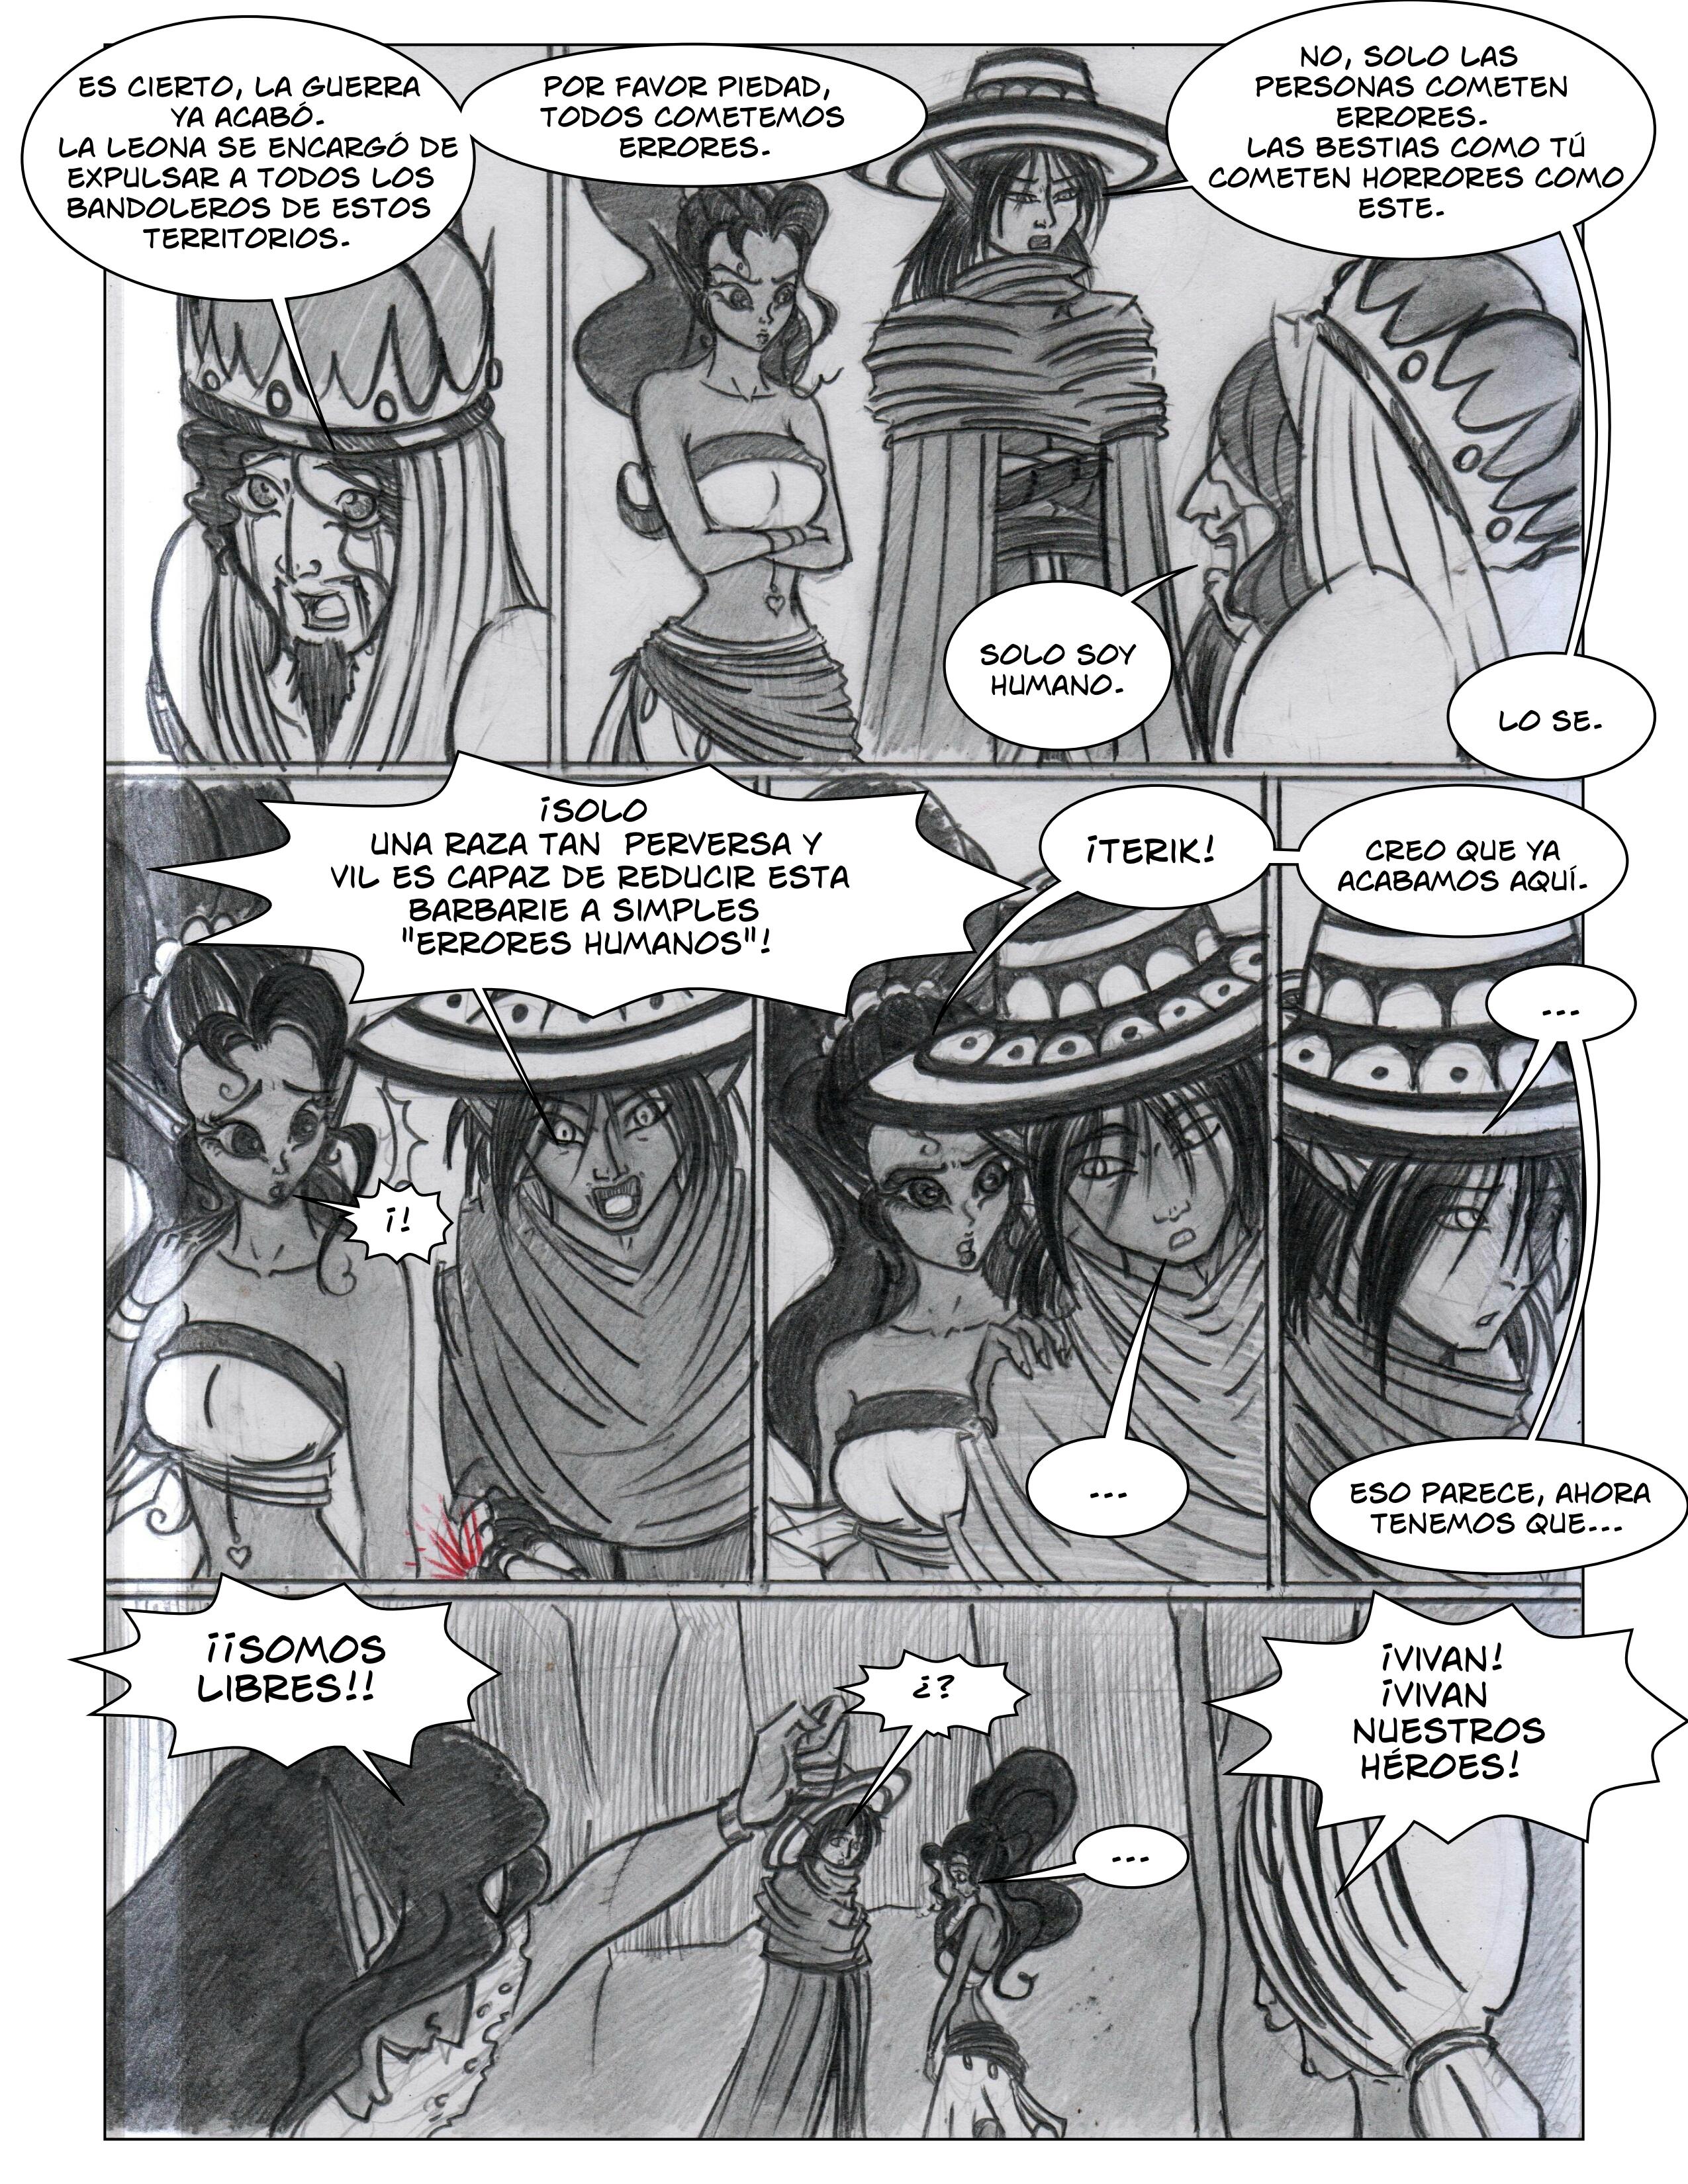 ES CIERTO, LA GUERRA
YA ACABÓ.
LA LEONA SE ENCARGÓ DE
EXPULSAR A TODOS LOS
BANDOLEROS DE ESTOS
TERRITORIOS.
POR FAVOR PIEDAD,
TODOS COMETEMOS
ERRORES.
NO, SOLO LAS
PERSONAS COMETEN
ERRORES.
LAS BESTIAS COMO TÚ
COMETEN HORRORES COMO
ESTE.
SOLO SOY
HUMANO.
LO SE.
¡SOLO
UNA RAZA TAN PERVERSA Y
VIL ES CAPAZ DE REDUCIR ESTA
BARBARIE A SIMPLES
"ERRORES HUMANOS"!
¡!
¡TERIK!
...
CREO QUE YA
ACABAMOS AQUÍ.
...
ESO PARECE, AHORA
TENEMOS QUE...
¡¡SOMOS
LIBRES!!
¿?
...
¡VIVAN!
¡VIVAN
NUESTROS
HÉROES!